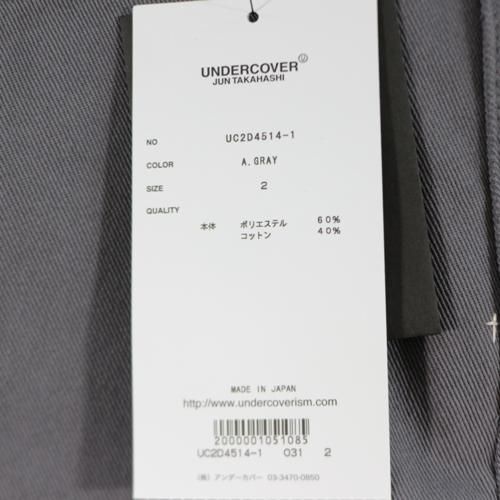 UNDERCOVER Ⓤ
JUN TAKAHASHI
NO UC2D4514-1
COLOR A.GRAY
SIZE 2
QUALITY
本体 ポリエステル 60%
コットン 40%
MADE IN JAPAN
http://www.undercoverism.com
2000001051085
UC2D4514-1 031 2
(株) アンダーカバー 03-3470-0850